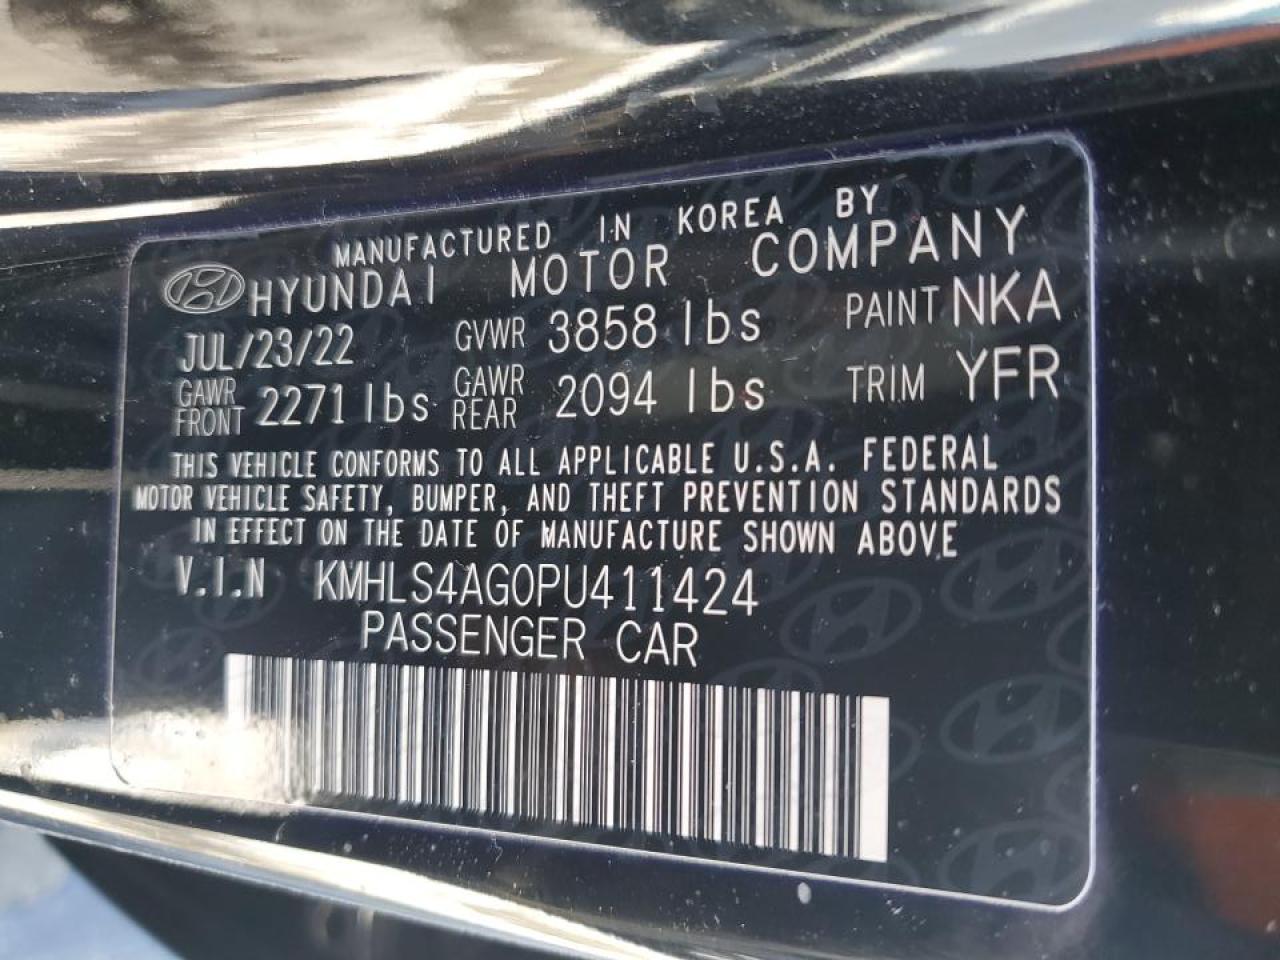 MANUFACTURED IN KOREA BY
HYUNDAI MOTOR COMPANY
JUL/23/22 GVWR 3858 lbs PAINT NKA
GAWR FRONT 2271 lbs GAWR REAR 2094 lbs TRIM YFR
THIS VEHICLE CONFORMS TO ALL APPLICABLE U.S.A. FEDERAL
MOTOR VEHICLE SAFETY, BUMPER, AND THEFT PREVENTION STANDARDS
IN EFFECT ON THE DATE OF MANUFACTURE SHOWN ABOVE
V.I.N KMHLS4AG0PU411424
PASSENGER CAR